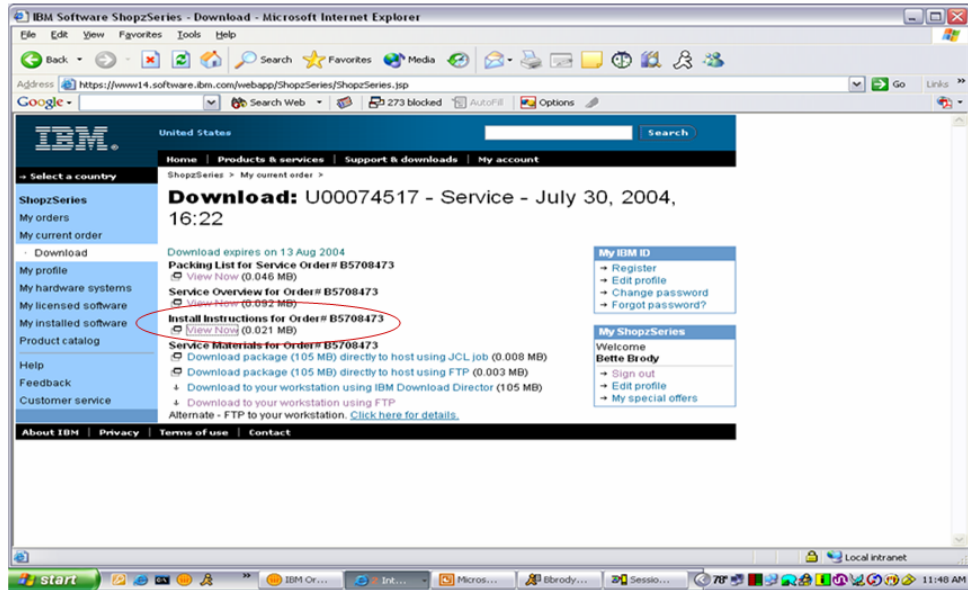 IBM Software ShopzSeries - Download - Microsoft Internet Explorer
File Edit View Favorites Tools Help
Back Search Favorites Media
Address https://www14.software.ibm.com/webapp/ShopzSeries/ShopzSeries.jsp Go Links »
Google Search Web 273 blocked AutoFill Options
IBM®
United States
Search
Home | Products & services | Support & downloads | My account
→ Select a country
ShopzSeries > My current order >
ShopzSeries
My orders
My current order
· Download
My profile
My hardware systems
My licensed software
My installed software
Product catalog
Help
Feedback
Customer service
Download: U00074517 - Service - July 30, 2004,
16:22
Download expires on 13 Aug 2004
Packing List for Service Order# B5708473
View Now (0.046 MB)
Service Overview for Order# B5708473
View Now (0.092 MB)
Install Instructions for Order# B5708473
View Now (0.021 MB)
Service Materials for Order# B5708473
Download package (105 MB) directly to host using JCL job (0.008 MB)
Download package (105 MB) directly to host using FTP (0.003 MB)
↓ Download to your workstation using IBM Download Director (105 MB)
↓ Download to your workstation using FTP
Alternate - FTP to your workstation. Click here for details.
My IBM ID
→ Register
→ Edit profile
→ Change password
→ Forgot password?
My ShopzSeries
Welcome
Bette Brody
→ Sign out
→ Edit profile
→ My special offers
About IBM | Privacy | Terms of use | Contact
Local intranet
start » IBM Or... Int... Micros... Bbrody... Sessio... 78° 11:48 AM